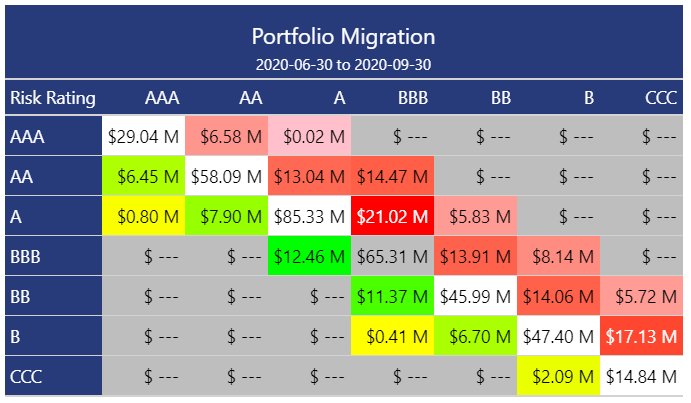 Portfolio Migration
2020-06-30 to 2020-09-30
Risk Rating AAA AA A BBB BB B CCC
AAA $29.04 M $6.58 M $0.02 M $ --- $ --- $ --- $ ---
AA $6.45 M $58.09 M $13.04 M $14.47 M $ --- $ --- $ ---
A $0.80 M $7.90 M $85.33 M $21.02 M $5.83 M $ --- $ ---
BBB $ --- $ --- $12.46 M $65.31 M $13.91 M $8.14 M $ ---
BB $ --- $ --- $ --- $11.37 M $45.99 M $14.06 M $5.72 M
B $ --- $ --- $ --- $0.41 M $6.70 M $47.40 M $17.13 M
CCC $ --- $ --- $ --- $ --- $ --- $2.09 M $14.84 M